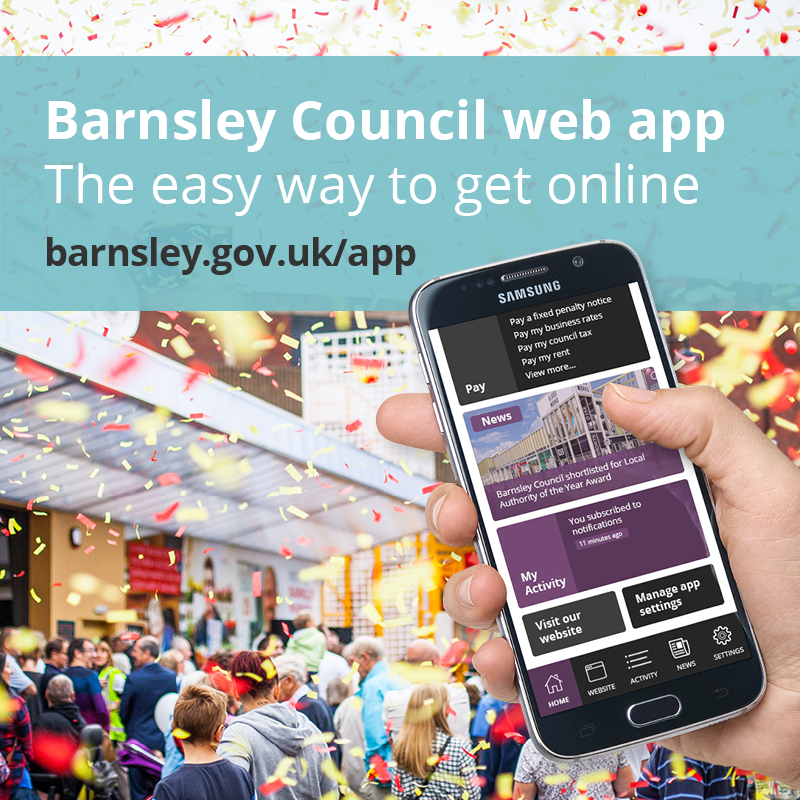 Barnsley Council web app
The easy way to get online
barnsley.gov.uk/app
SAMSUNG
Pay a fixed penalty notice
Pay my business rates
Pay my council tax
Pay my rent
View more...
Pay
News
Barnsley Council shortlisted for Local
Authority of the Year Award
You subscribed to
notifications
11 minutes ago
My
Activity
Visit our
website
Manage app
settings
HOME
WEBSITE
ACTIVITY
NEWS
SETTINGS